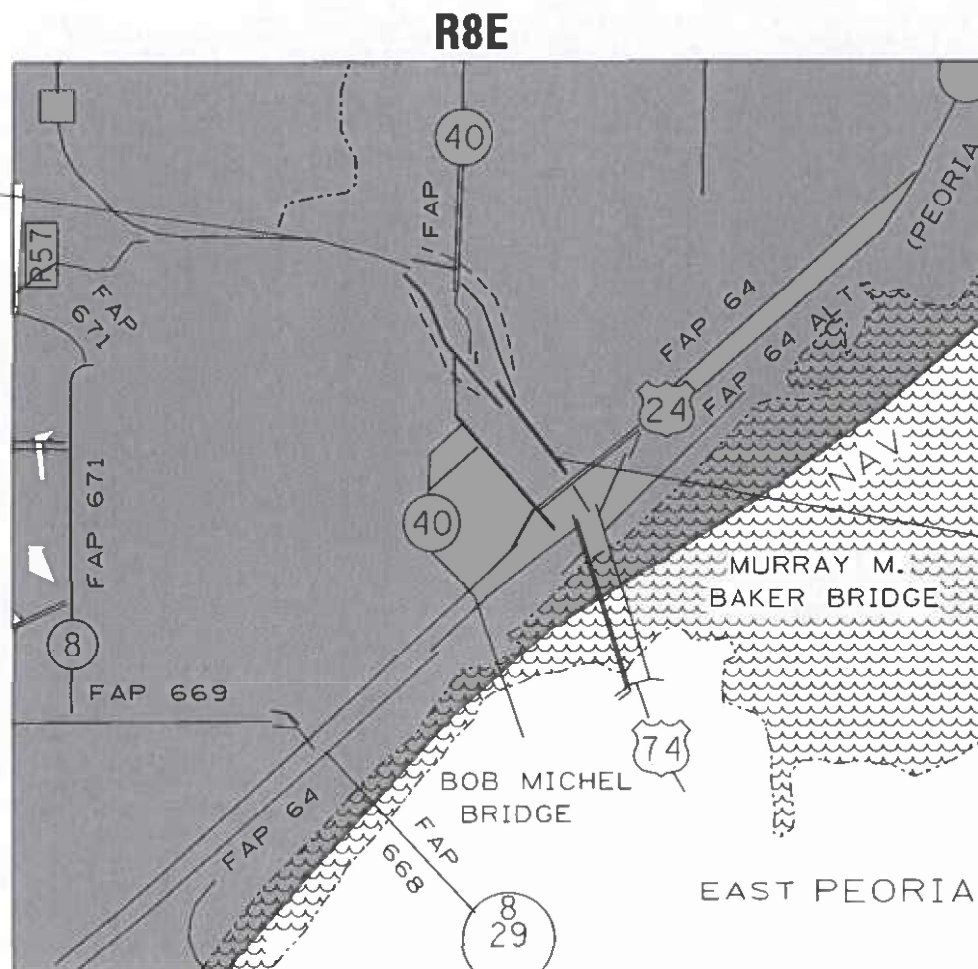 R8E
40
FAP
(PEORIA
R57
FAP
671
FAP 64
FAP 64 ALT
24
NAV
FAP 671
40
MURRAY M.
BAKER BRIDGE
8
FAP 669
74
BOB MICHEL
BRIDGE
FAP 64
FAP
668
EAST PEORIA
8
29